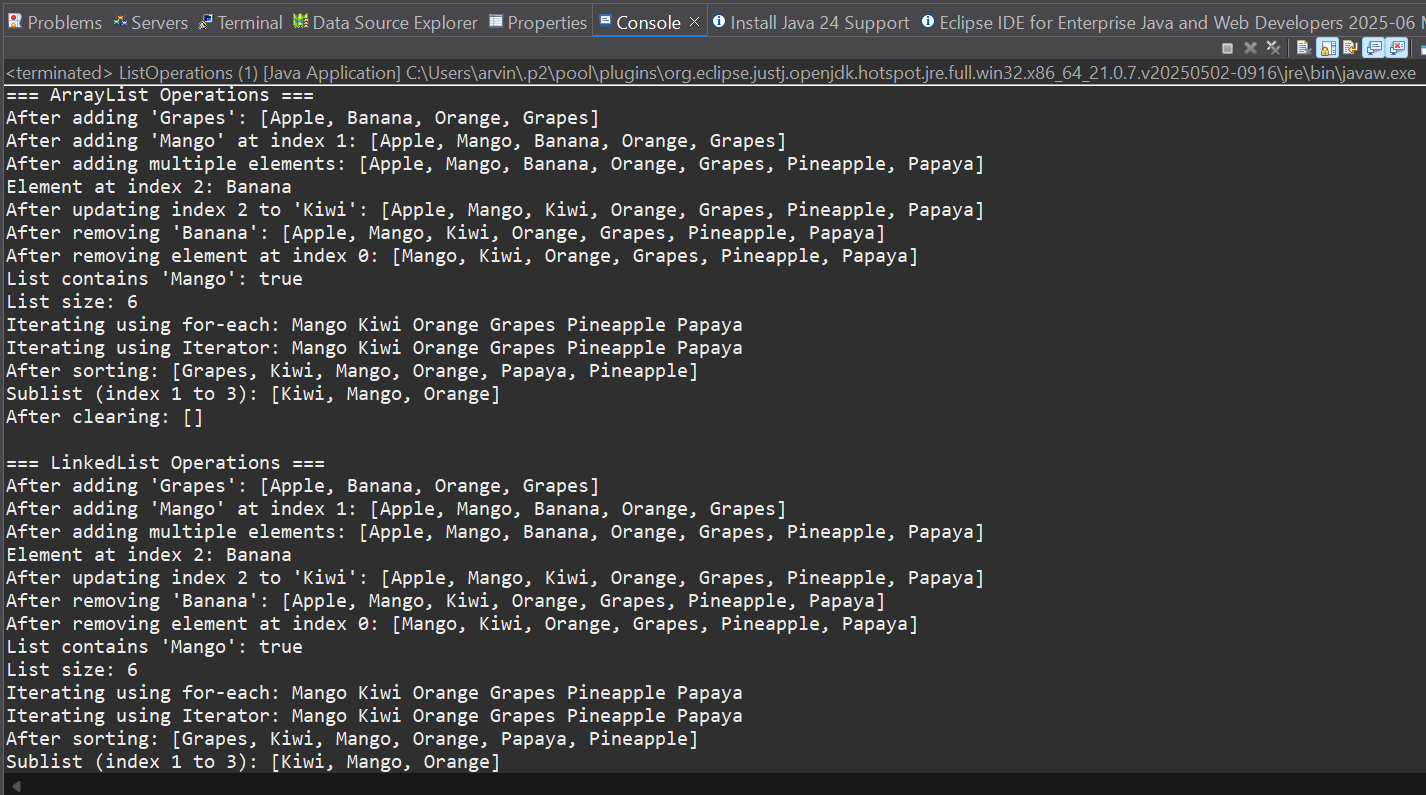 Problems Servers Terminal Data Source Explorer Properties Console Install Java 24 Support Eclipse IDE for Enterprise Java and Web Developers 2025-06
<terminated> ListOperations (1) [Java Application] C:\Users\arvin\.p2\pool\plugins\org.eclipse.justj.openjdk.hotspot.jre.full.win32.x86_64_21.0.7.v20250502-0916\jre\bin\javaw.exe
=== ArrayList Operations ===
After adding 'Grapes': [Apple, Banana, Orange, Grapes]
After adding 'Mango' at index 1: [Apple, Mango, Banana, Orange, Grapes]
After adding multiple elements: [Apple, Mango, Banana, Orange, Grapes, Pineapple, Papaya]
Element at index 2: Banana
After updating index 2 to 'Kiwi': [Apple, Mango, Kiwi, Orange, Grapes, Pineapple, Papaya]
After removing 'Banana': [Apple, Mango, Kiwi, Orange, Grapes, Pineapple, Papaya]
After removing element at index 0: [Mango, Kiwi, Orange, Grapes, Pineapple, Papaya]
List contains 'Mango': true
List size: 6
Iterating using for-each: Mango Kiwi Orange Grapes Pineapple Papaya
Iterating using Iterator: Mango Kiwi Orange Grapes Pineapple Papaya
After sorting: [Grapes, Kiwi, Mango, Orange, Papaya, Pineapple]
Sublist (index 1 to 3): [Kiwi, Mango, Orange]
After clearing: []
=== LinkedList Operations ===
After adding 'Grapes': [Apple, Banana, Orange, Grapes]
After adding 'Mango' at index 1: [Apple, Mango, Banana, Orange, Grapes]
After adding multiple elements: [Apple, Mango, Banana, Orange, Grapes, Pineapple, Papaya]
Element at index 2: Banana
After updating index 2 to 'Kiwi': [Apple, Mango, Kiwi, Orange, Grapes, Pineapple, Papaya]
After removing 'Banana': [Apple, Mango, Kiwi, Orange, Grapes, Pineapple, Papaya]
After removing element at index 0: [Mango, Kiwi, Orange, Grapes, Pineapple, Papaya]
List contains 'Mango': true
List size: 6
Iterating using for-each: Mango Kiwi Orange Grapes Pineapple Papaya
Iterating using Iterator: Mango Kiwi Orange Grapes Pineapple Papaya
After sorting: [Grapes, Kiwi, Mango, Orange, Papaya, Pineapple]
Sublist (index 1 to 3): [Kiwi, Mango, Orange]